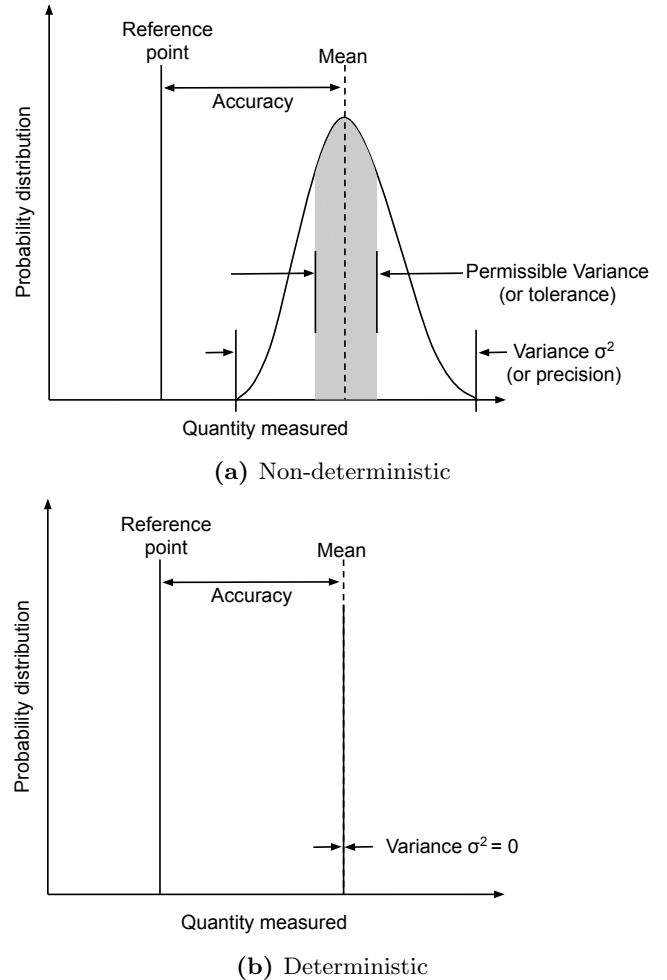 Reference
point
Mean
Accuracy
Probability distribution
Permissible Variance
(or tolerance)
Variance σ²
(or precision)
Quantity measured
(a) Non-deterministic
Reference
point
Mean
Accuracy
Probability distribution
Variance σ² = 0
Quantity measured
(b) Deterministic